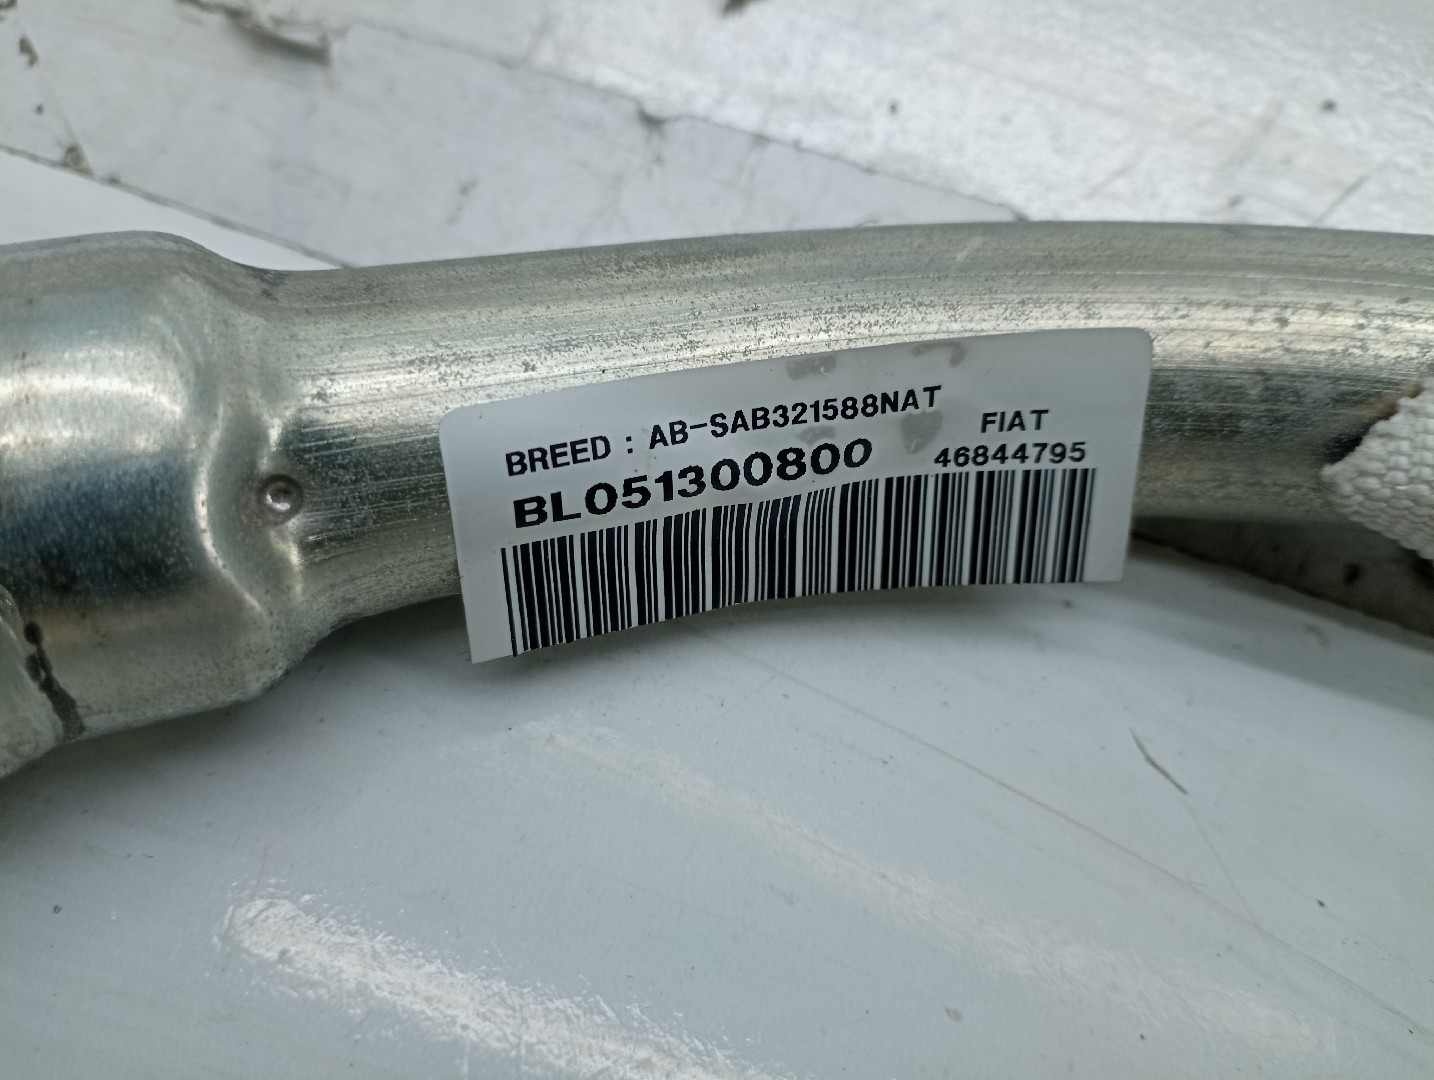 BREED : AB-SAB321588NAT
BL051300800
FIAT
46844795